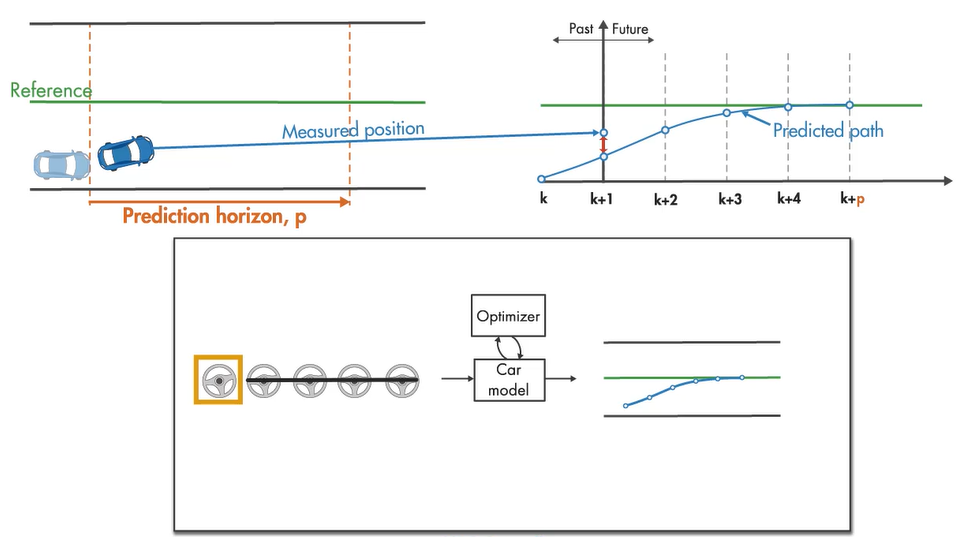 Past Future
Reference
Measured position
Predicted path
k k+1 k+2 k+3 k+4 k+p
Prediction horizon, p
Optimizer
Car
model